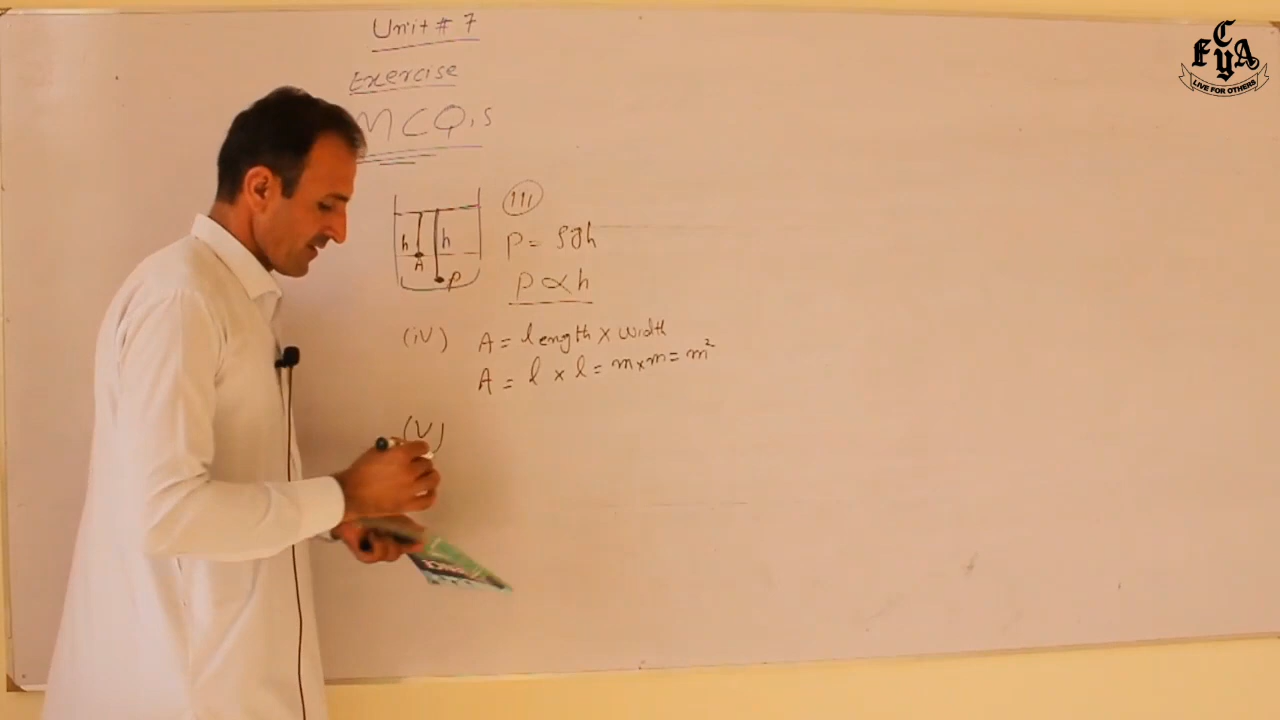 Unit # 7
Exercise
MCQ,s
h
h
A
P
(iii)
P = ρgh
P ∝ h
(iV) A = length x width
A = l x l = m x m = m²
(V)
E C A
Y
LIVE FOR OTHERS